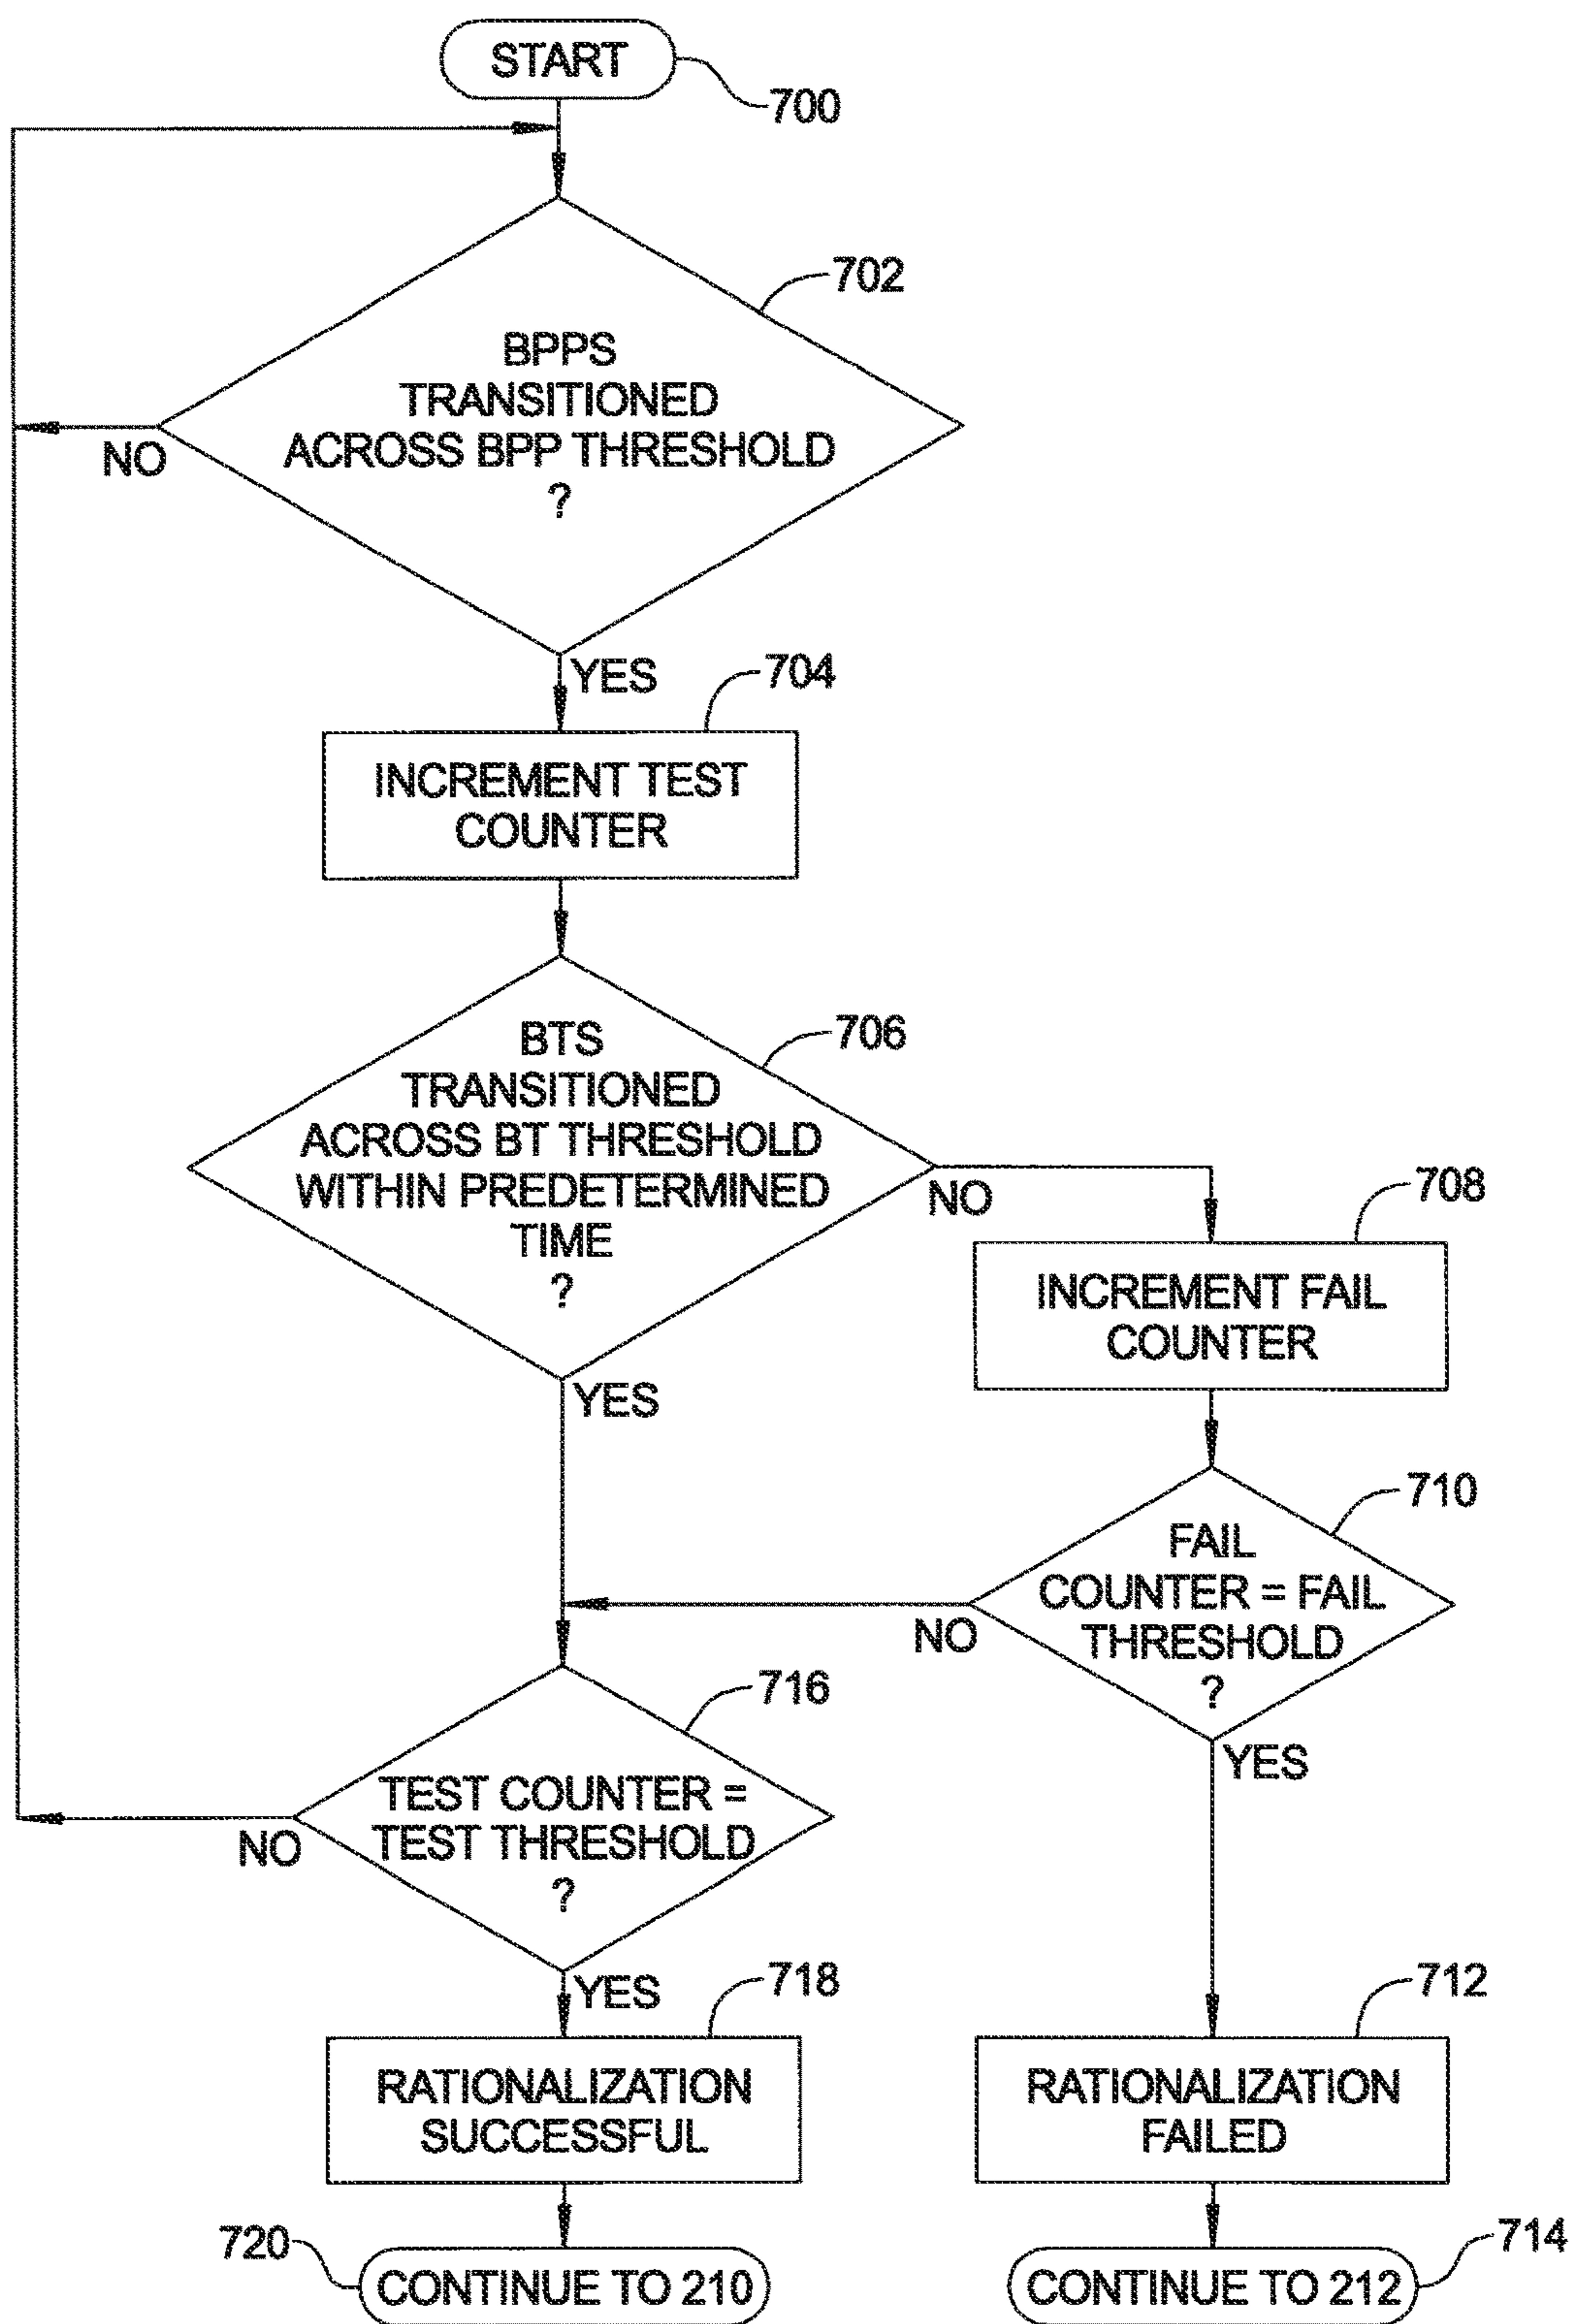 START
700
702
BPPS
TRANSITIONED
ACROSS BPP THRESHOLD
?
NO
YES
704
INCREMENT TEST
COUNTER
706
BTS
TRANSITIONED
ACROSS BT THRESHOLD
WITHIN PREDETERMINED
TIME
?
NO
YES
708
INCREMENT FAIL
COUNTER
710
FAIL
COUNTER = FAIL
THRESHOLD
?
NO
YES
716
TEST COUNTER =
TEST THRESHOLD
?
NO
YES
718
RATIONALIZATION
SUCCESSFUL
712
RATIONALIZATION
FAILED
720
CONTINUE TO 210
714
CONTINUE TO 212